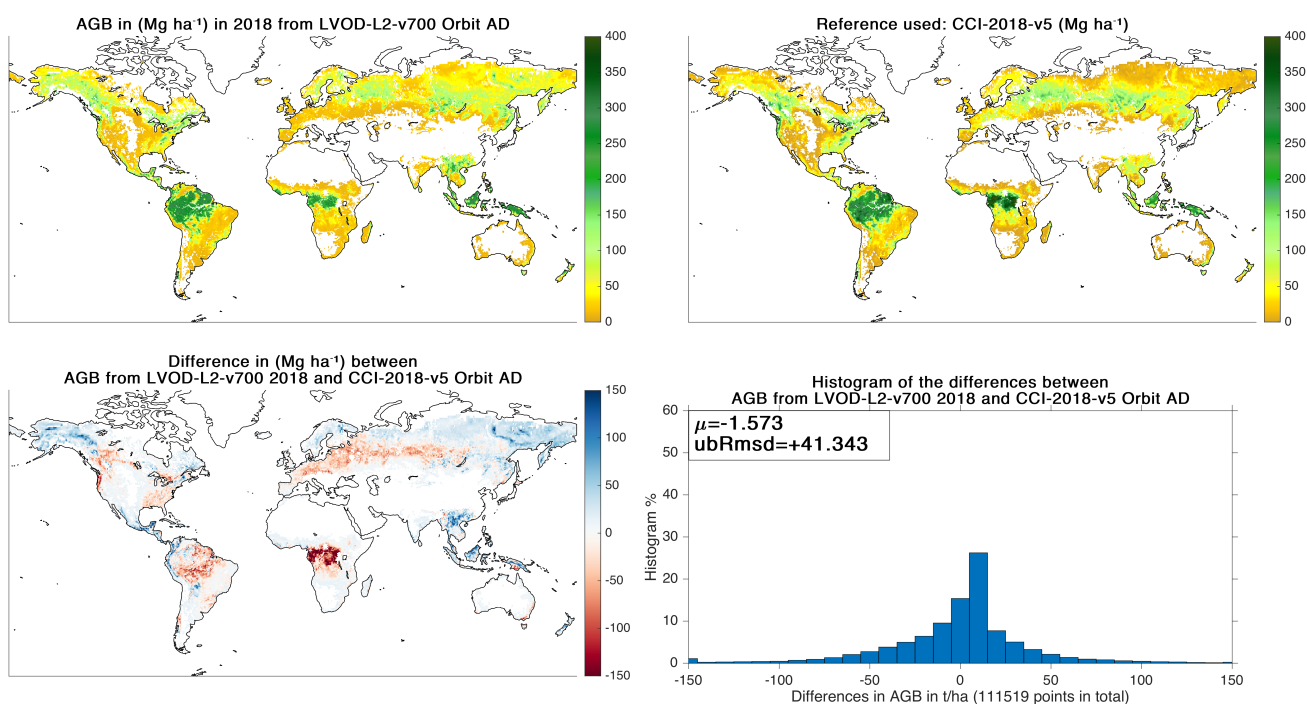 AGB in (Mg ha⁻¹) in 2018 from LVOD-L2-v700 Orbit AD
400
350
300
250
200
150
100
50
0
Reference used: CCI-2018-v5 (Mg ha⁻¹)
400
350
300
250
200
150
100
50
0
Difference in (Mg ha⁻¹) between
AGB from LVOD-L2-v700 2018 and CCI-2018-v5 Orbit AD
150
100
50
0
-50
-100
-150
Histogram of the differences between
AGB from LVOD-L2-v700 2018 and CCI-2018-v5 Orbit AD
μ=-1.573
ubRmsd=+41.343
Histogram %
60
50
40
30
20
10
0
-150 -100 -50 0 50 100 150
Differences in AGB in t/ha (111519 points in total)